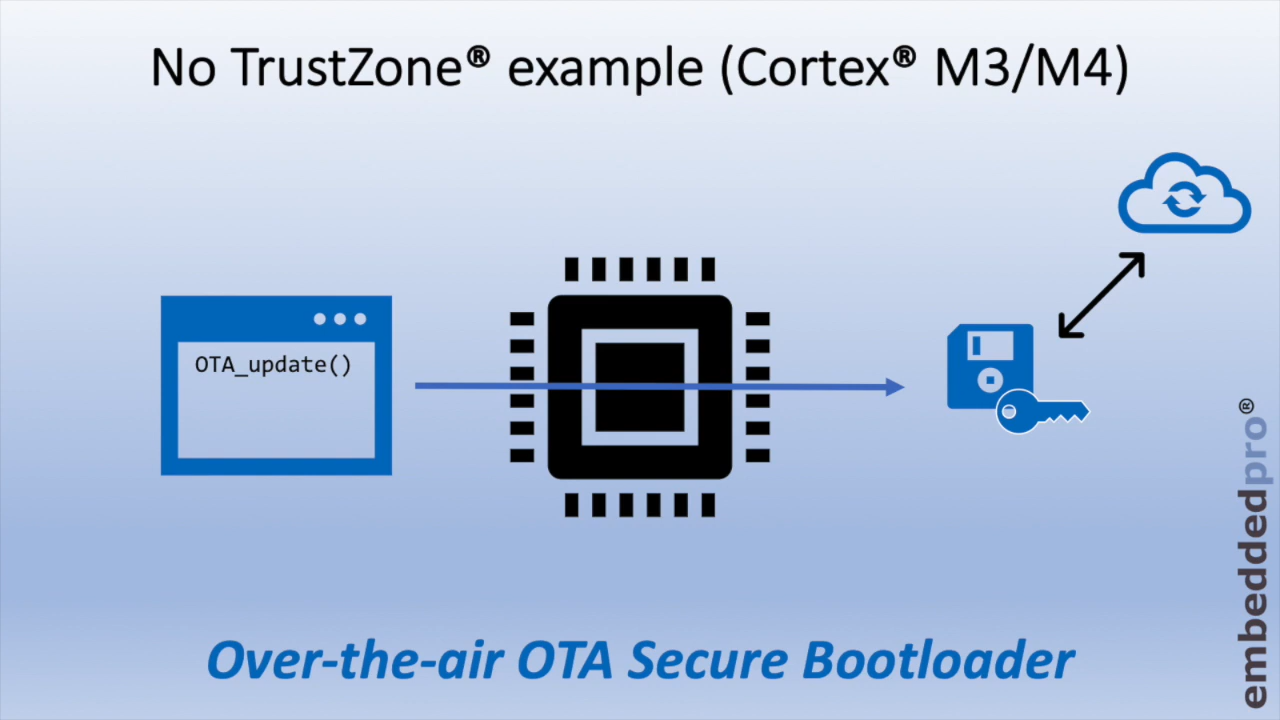 No TrustZone® example (Cortex® M3/M4)
OTA_update()
embeddedpro®
Over-the-air OTA Secure Bootloader